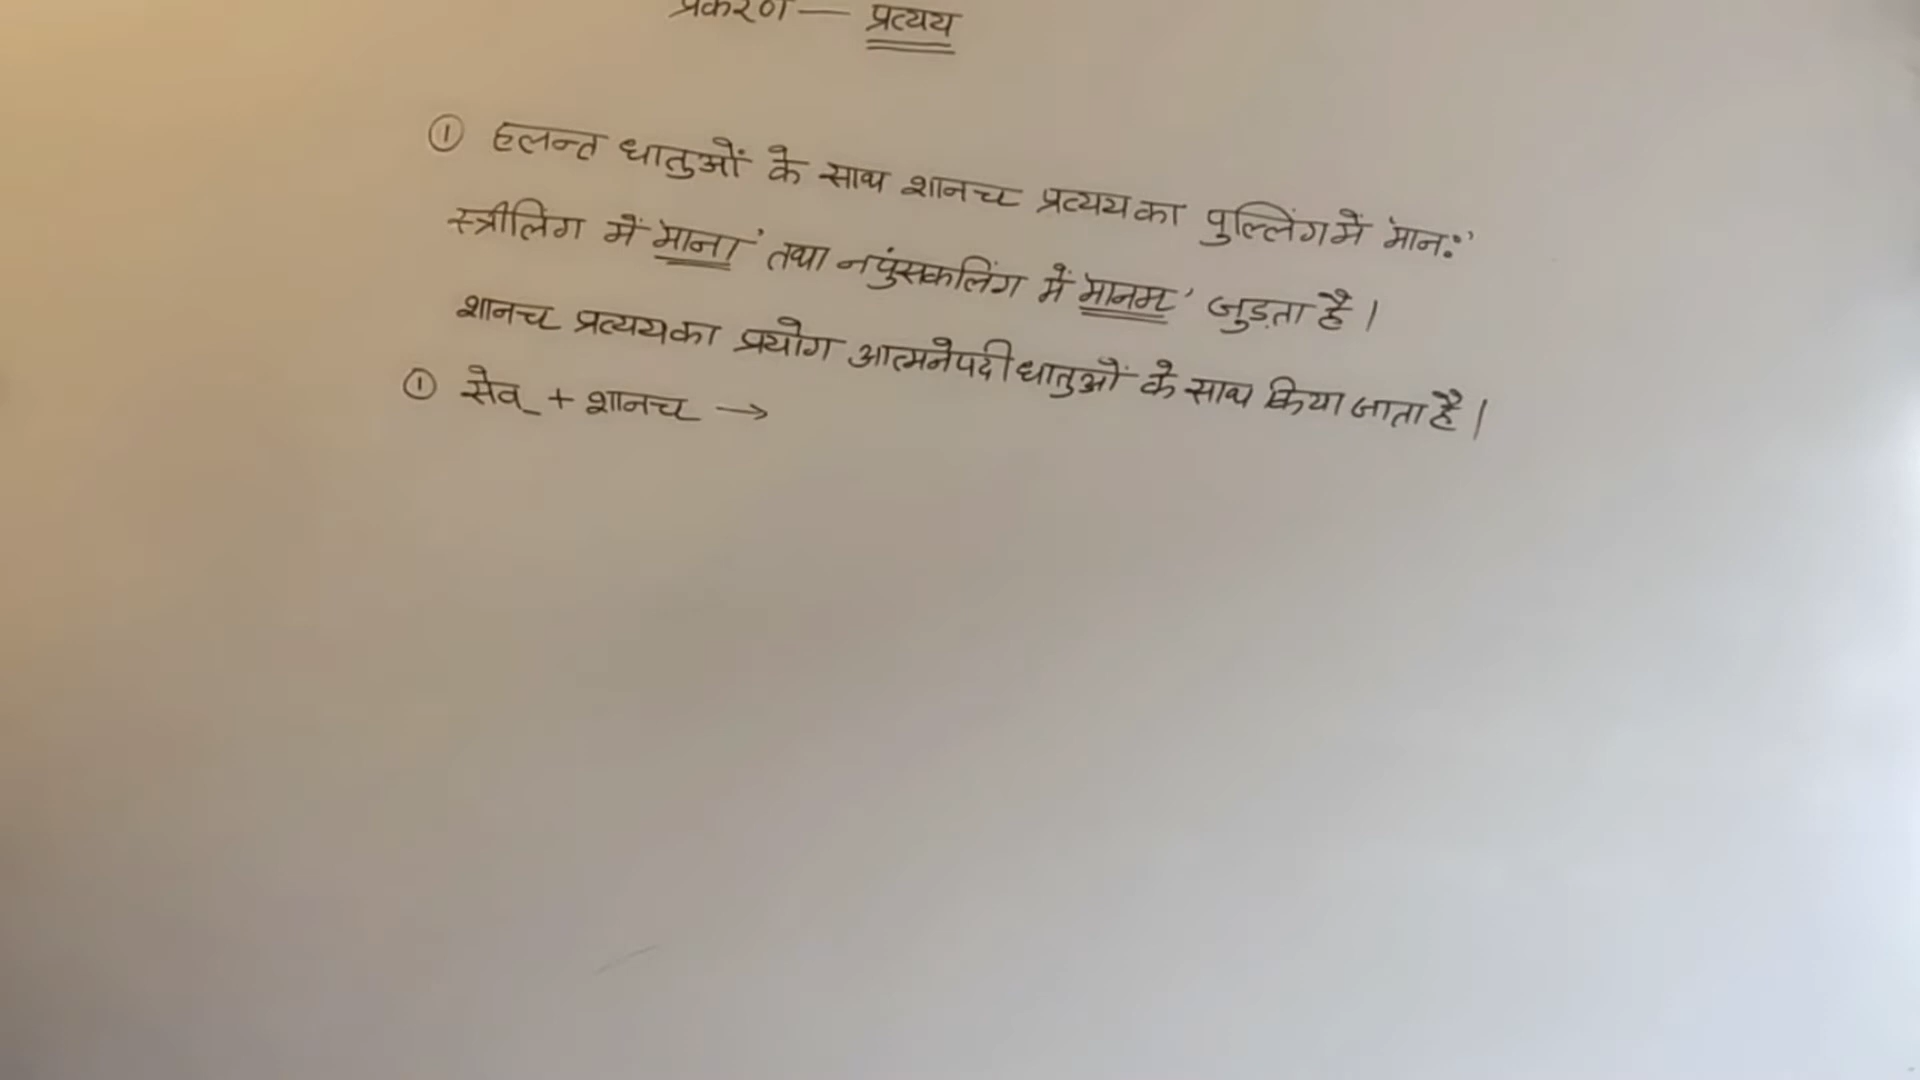 प्रकरण — प्रत्यय
① हलन्त धातुओं के साथ शानच प्रत्यय का पुल्लिंग में 'मानः'
स्त्रीलिंग में 'माना' तथा नपुंसकलिंग में 'मानम' जुड़ता है।
शानच प्रत्यय का प्रयोग आत्मनेपदी धातुओं के साथ किया जाता है।
① सेव् + शानच →